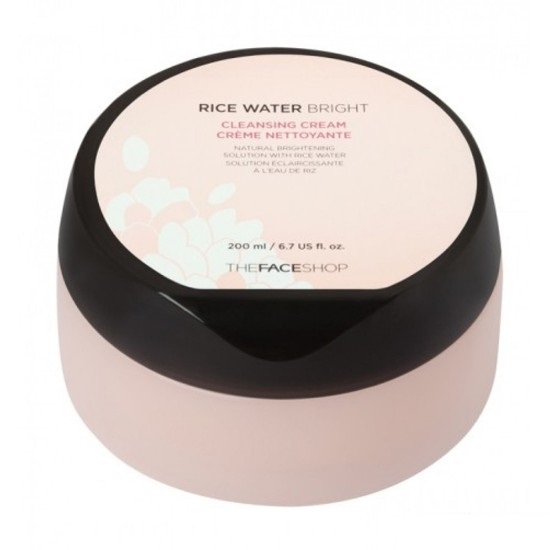 RICE WATER BRIGHT
CLEANSING CREAM
CRÈME NETTOYANTE
NATURAL BRIGHTENING
SOLUTION WITH RICE WATER
SOLUTION ÉCLAIRCISSANTE
À L'EAU DE RIZ
200 ml / 6.7 US fl. oz.
THEFACESHOP